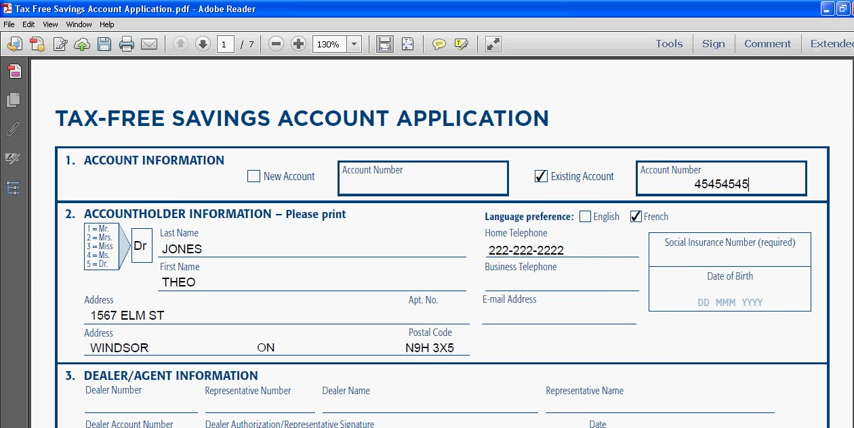 Tax Free Savings Account Application.pdf - Adobe Reader
File Edit View Window Help
1 / 7 130% Tools Sign Comment Extended
TAX-FREE SAVINGS ACCOUNT APPLICATION
1. ACCOUNT INFORMATION
New Account Account Number Existing Account Account Number
45454545
2. ACCOUNTHOLDER INFORMATION – Please print Language preference: English French
1 = Mr.
2 = Mrs.
3 = Miss
4 = Ms.
5 = Dr.
Dr
Last Name Home Telephone
JONES 222-222-2222
Social Insurance Number (required)
First Name Business Telephone
THEO
Date of Birth
DD MMM YYYY
Address Apt. No. E-mail Address
1567 ELM ST
Address Postal Code
WINDSOR ON N9H 3X5
3. DEALER/AGENT INFORMATION
Dealer Number Representative Number Dealer Name Representative Name
Dealer Account Number Dealer Authorization/Representative Signature Date